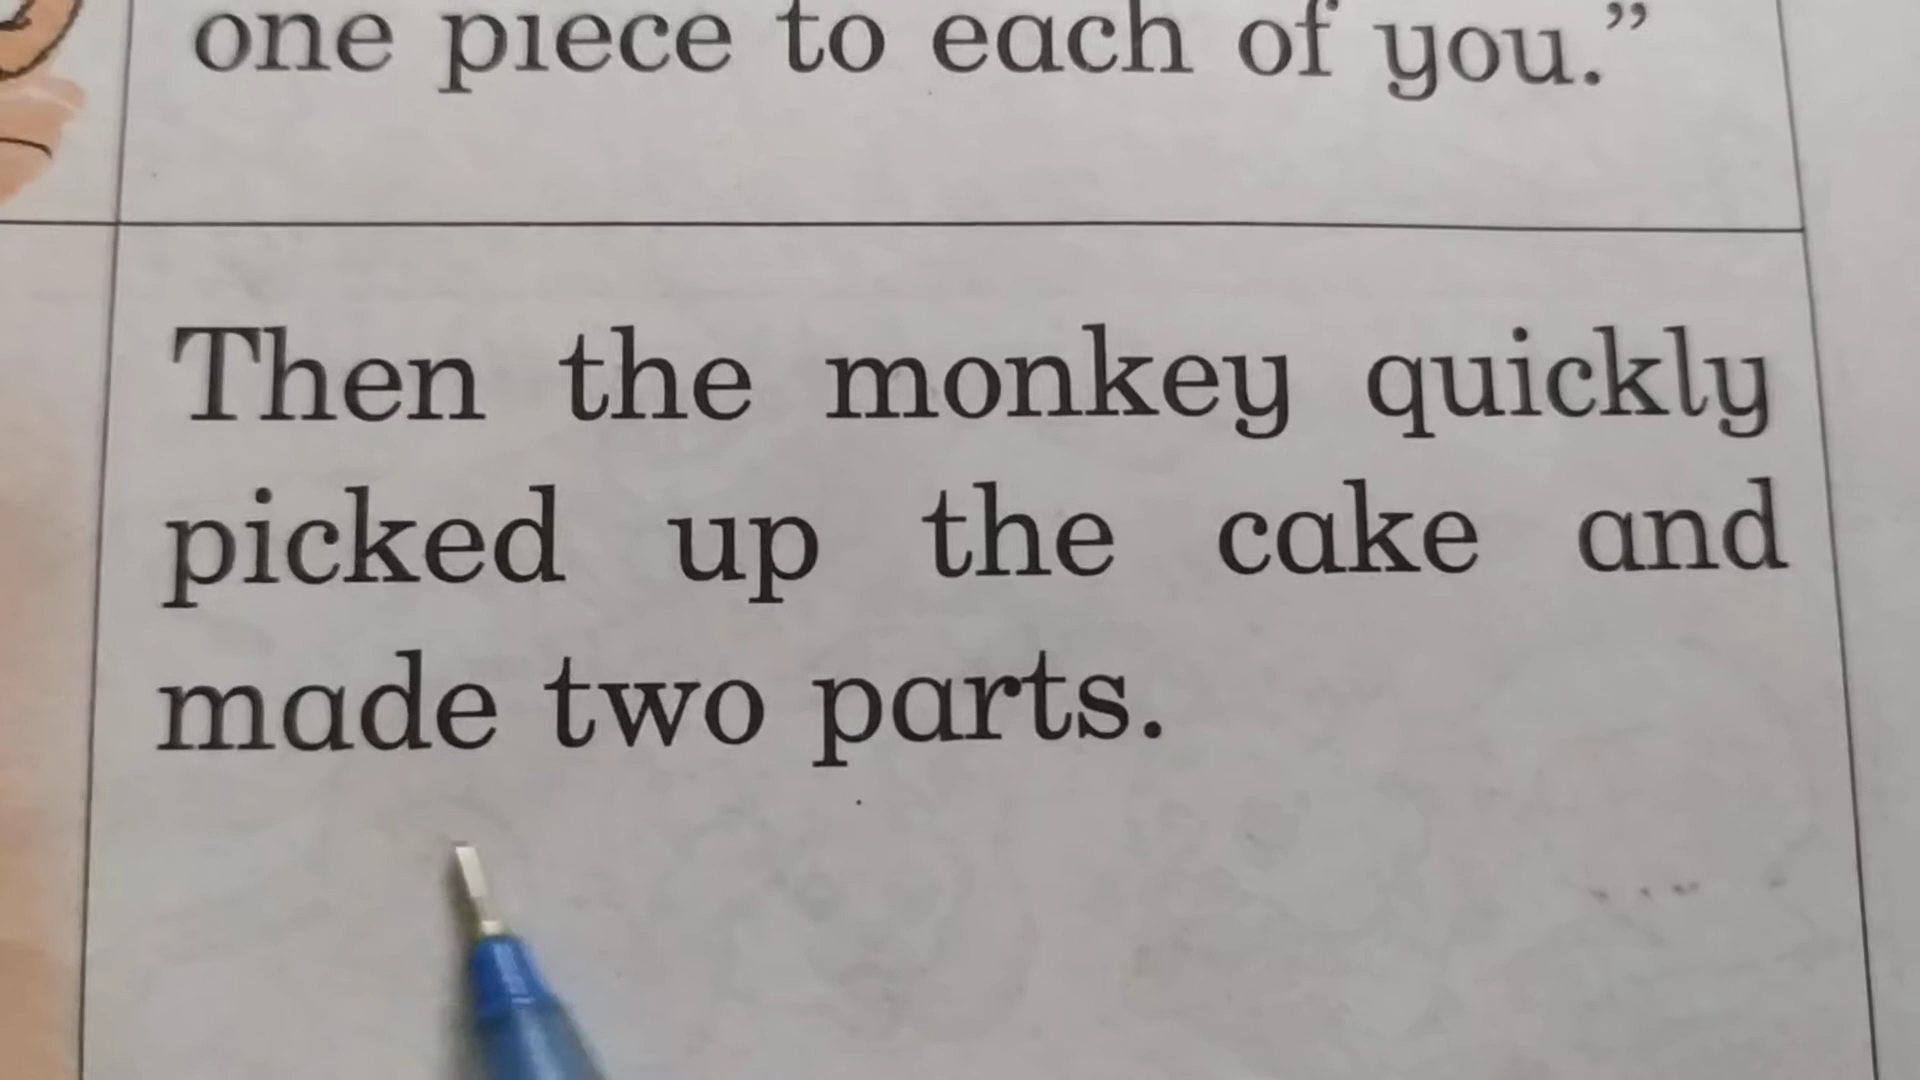 one piece to each of you.”
Then the monkey quickly
picked up the cake and
made two parts.